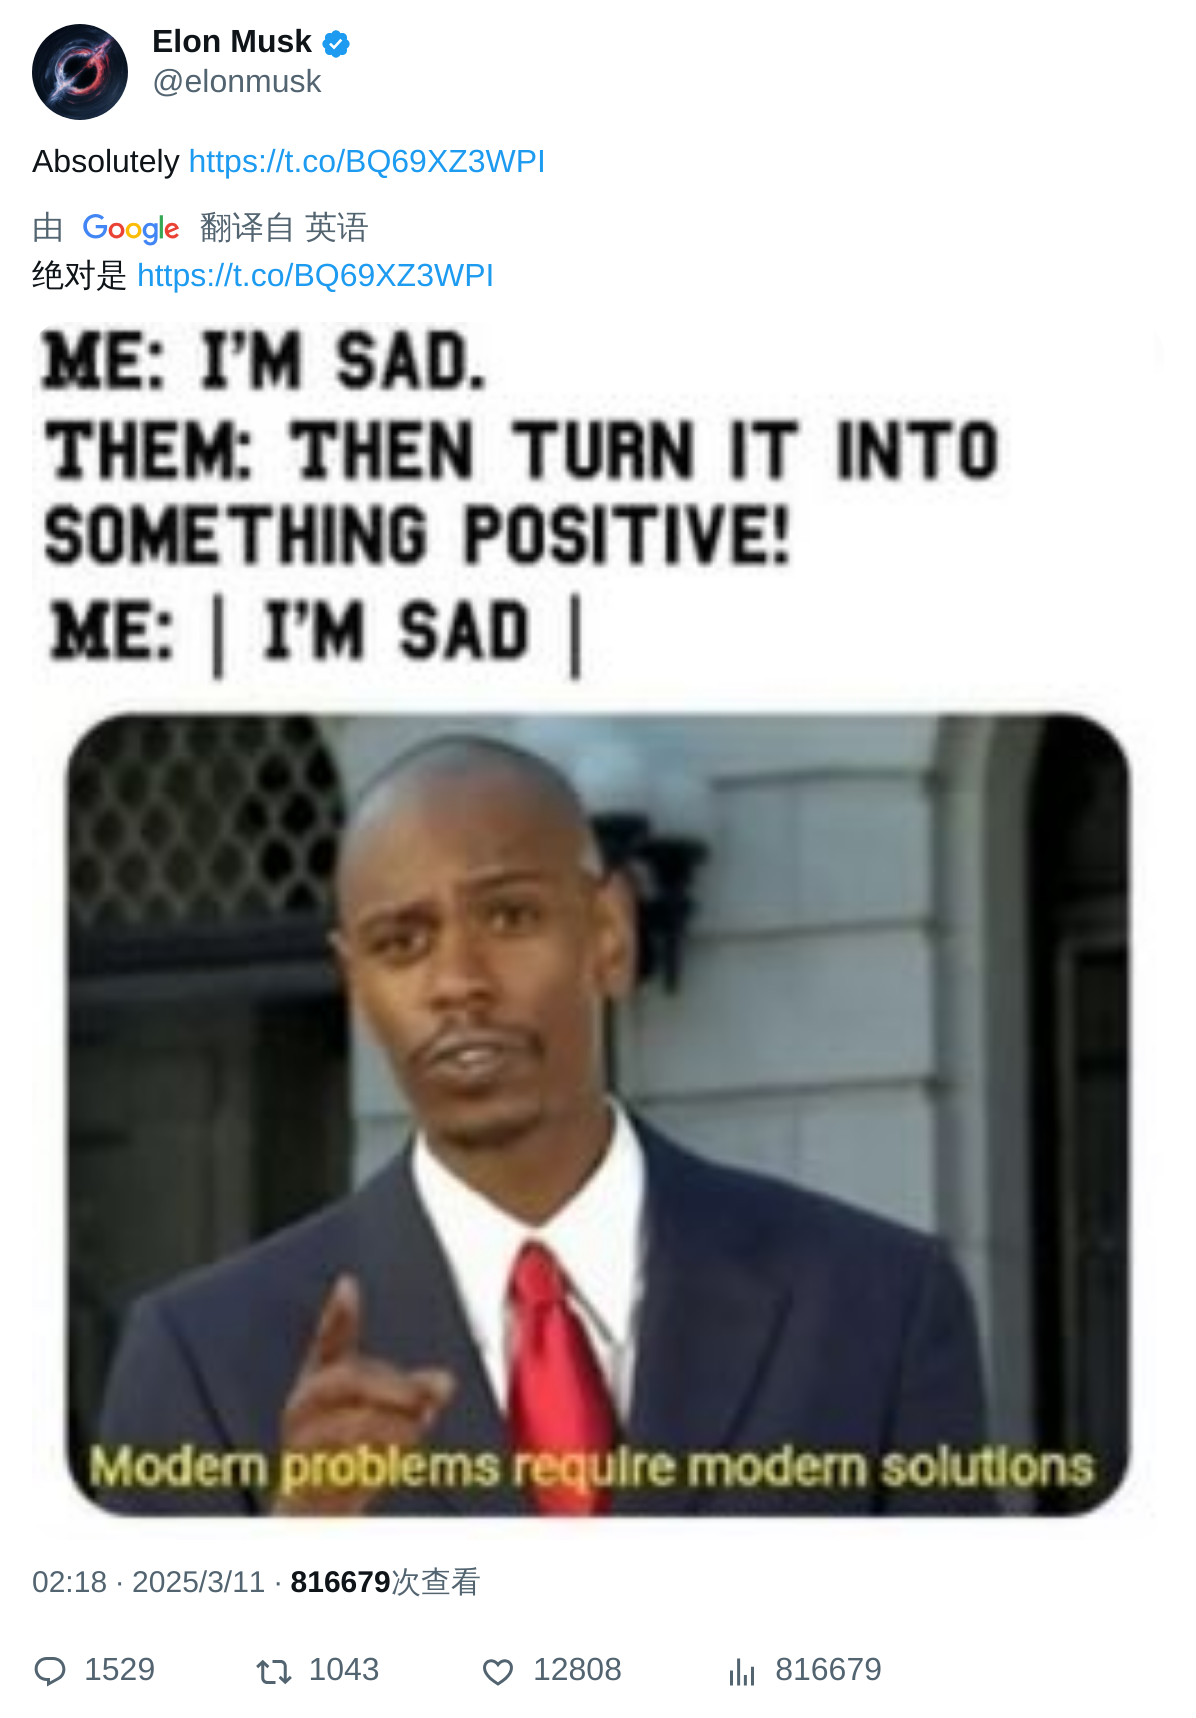 Elon Musk
@elonmusk
Absolutely https://t.co/BQ69XZ3WPI
由 Google 翻译自 英语
绝对是 https://t.co/BQ69XZ3WPI
ME: I'M SAD.
THEM: THEN TURN IT INTO
SOMETHING POSITIVE!
ME: | I'M SAD |
Modern problems require modern solutions
02:18 · 2025/3/11 · 816679次查看
1529 1043 12808 816679